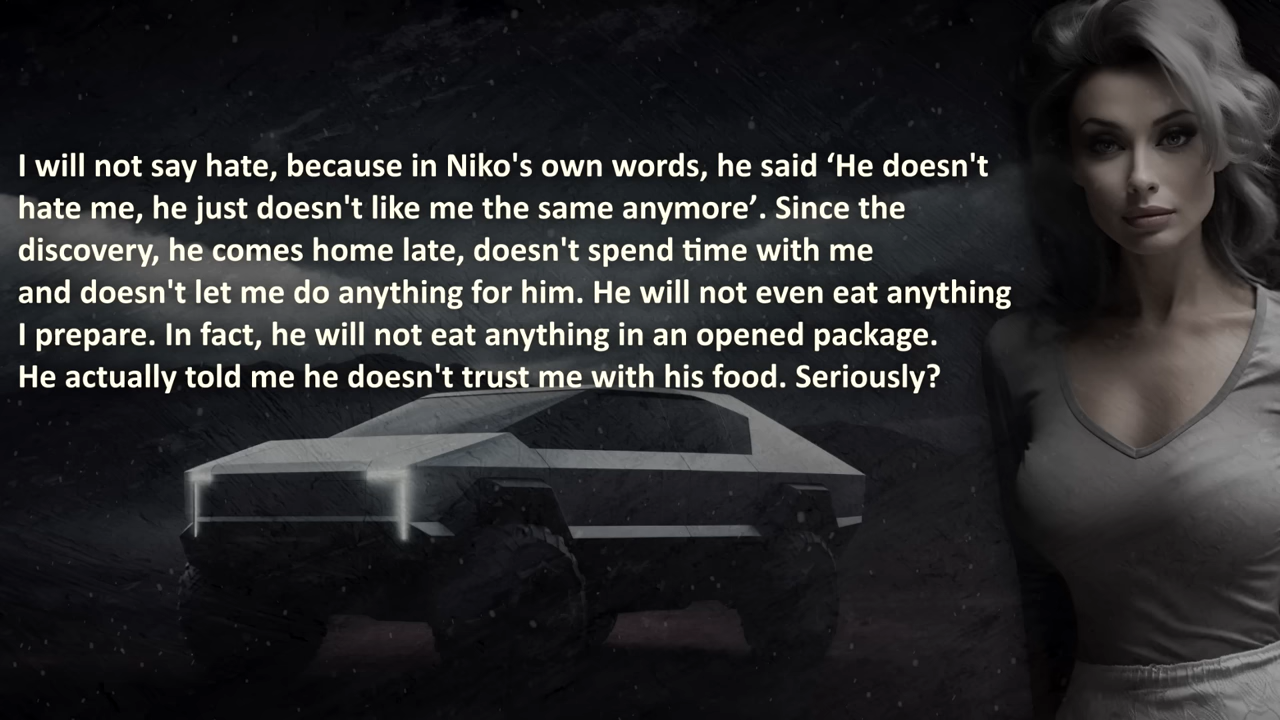 I will not say hate, because in Niko's own words, he said ‘He doesn't
hate me, he just doesn't like me the same anymore’. Since the
discovery, he comes home late, doesn't spend time with me
and doesn't let me do anything for him. He will not even eat anything
I prepare. In fact, he will not eat anything in an opened package.
He actually told me he doesn't trust me with his food. Seriously?